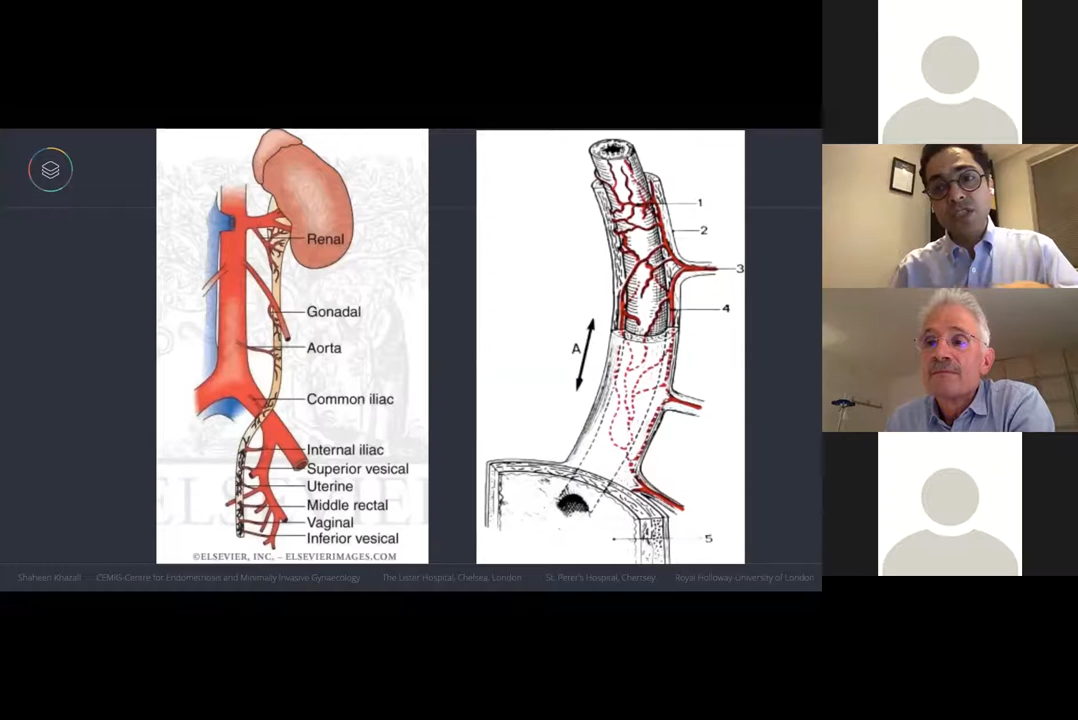 Renal
Gonadal
Aorta
Common iliac
Internal iliac
Superior vesical
Uterine
Middle rectal
Vaginal
Inferior vesical
©ELSEVIER, INC. – ELSEVIERIMAGES.COM
1
2
3
4
A
5
Shaheen Khazali CEMIG-Centre for Endometriosis and Minimally Invasive Gynaecology The Lister Hospital, Chelsea, London St. Peter's Hospital, Chertsey Royal Holloway-University of London